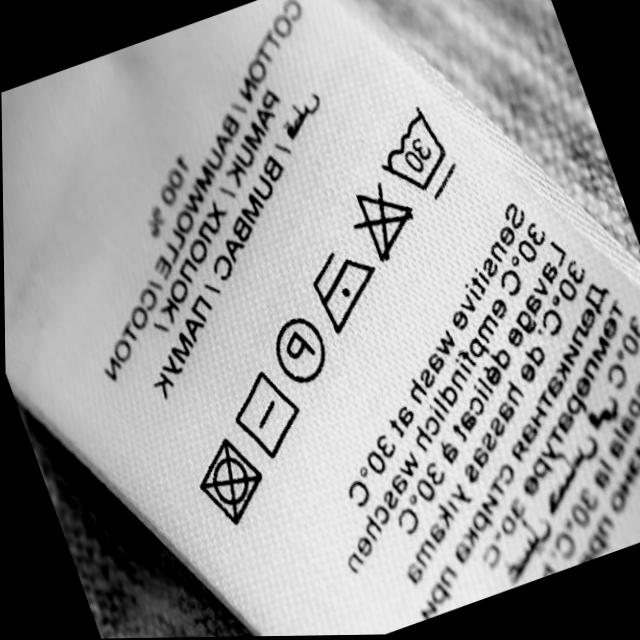 100 %
COTTON | BAUMWOLLE | COTON
PAMUK | ХЛОПОК |
قطن | BUMBAC | ПАМУК
30
P
Sensitive wash at 30°C
30°C empfindlich waschen
Lavage délicat à 30°C
30°C'de hassas yıkama
Деликатная стирка при
температуре 30°C